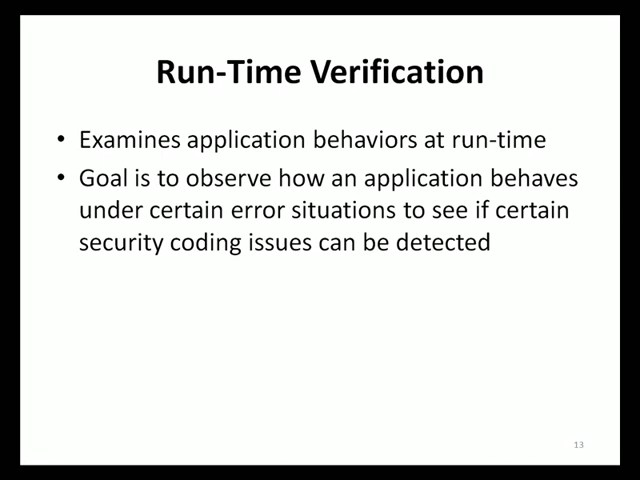 Run-Time Verification
• Examines application behaviors at run-time
• Goal is to observe how an application behaves
under certain error situations to see if certain
security coding issues can be detected
13